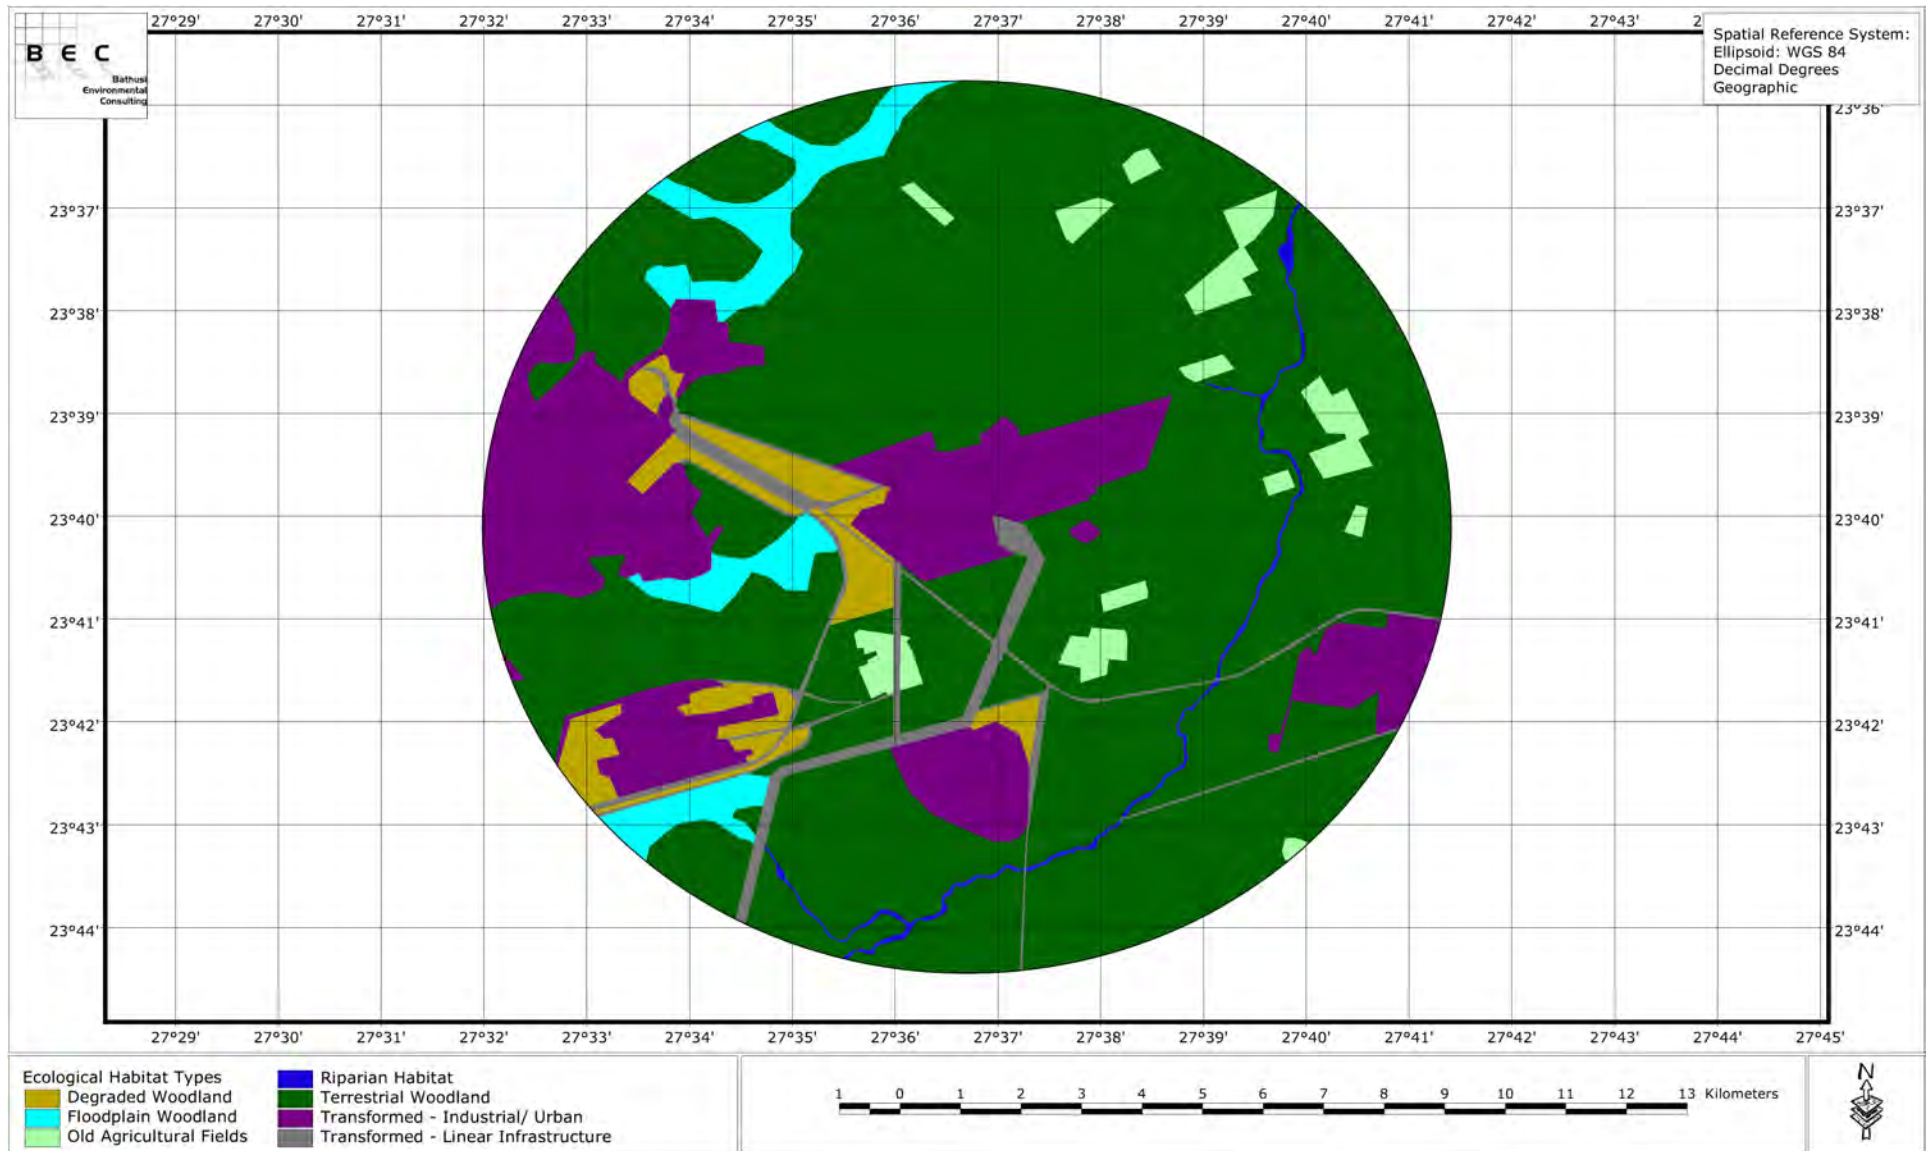 27°29' 27°30' 27°31' 27°32' 27°33' 27°34' 27°35' 27°36' 27°37' 27°38' 27°39' 27°40' 27°41' 27°42' 27°43'
B E C
Bathusi
Environmental
Consulting
Spatial Reference System:
Ellipsoid: WGS 84
Decimal Degrees
Geographic
23°36'
23°37' 23°37'
23°38' 23°38'
23°39' 23°39'
23°40' 23°40'
23°41' 23°41'
23°42' 23°42'
23°43' 23°43'
23°44' 23°44'
27°29' 27°30' 27°31' 27°32' 27°33' 27°34' 27°35' 27°36' 27°37' 27°38' 27°39' 27°40' 27°41' 27°42' 27°43' 27°44' 27°45'
Ecological Habitat Types
Degraded Woodland
Floodplain Woodland
Old Agricultural Fields
Riparian Habitat
Terrestrial Woodland
Transformed - Industrial/ Urban
Transformed - Linear Infrastructure
1 0 1 2 3 4 5 6 7 8 9 10 11 12 13 Kilometers
N